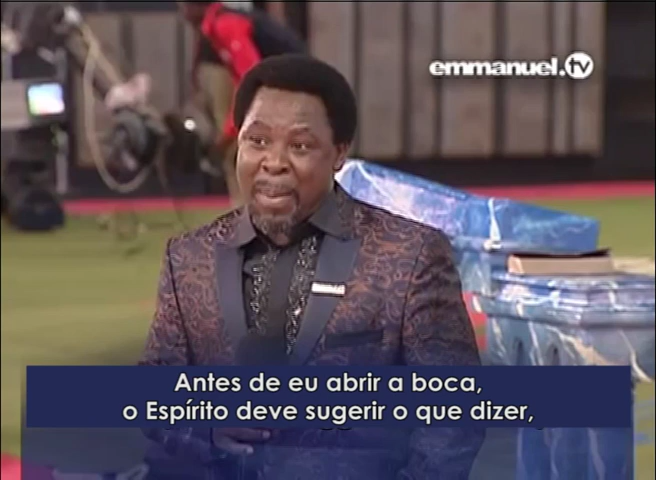 emmanuel.tv
Antes de eu abrir a boca,
o Espírito deve sugerir o que dizer,